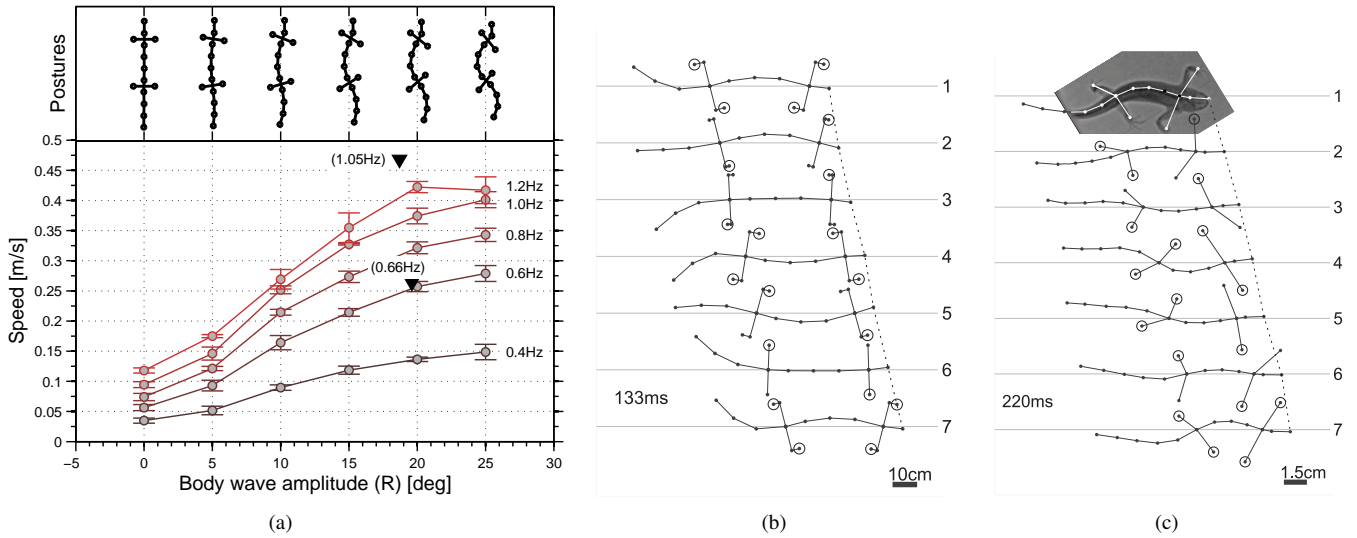 Postures
Speed [m/s]
0.5
0.45
0.4
0.35
0.3
0.25
0.2
0.15
0.1
0.05
0
(1.05Hz)
(0.66Hz)
1.2Hz
1.0Hz
0.8Hz
0.6Hz
0.4Hz
−5 0 5 10 15 20 25 30
Body wave amplitude (R) [deg]
(a)
1
2
3
4
5
6
7
133ms
10cm
(b)
1
2
3
4
5
6
7
220ms
1.5cm
(c)